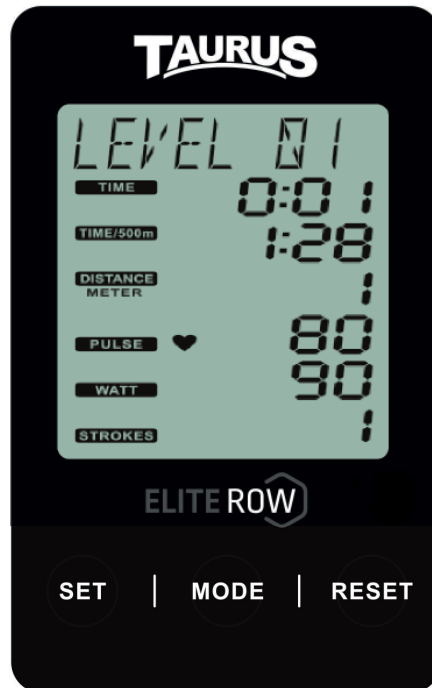 TAURUS
LEVEL 01
TIME 0:01
TIME/500m 1:28
DISTANCE 1
METER
PULSE 80
WATT 90
STROKES 1
ELITE ROW
SET | MODE | RESET